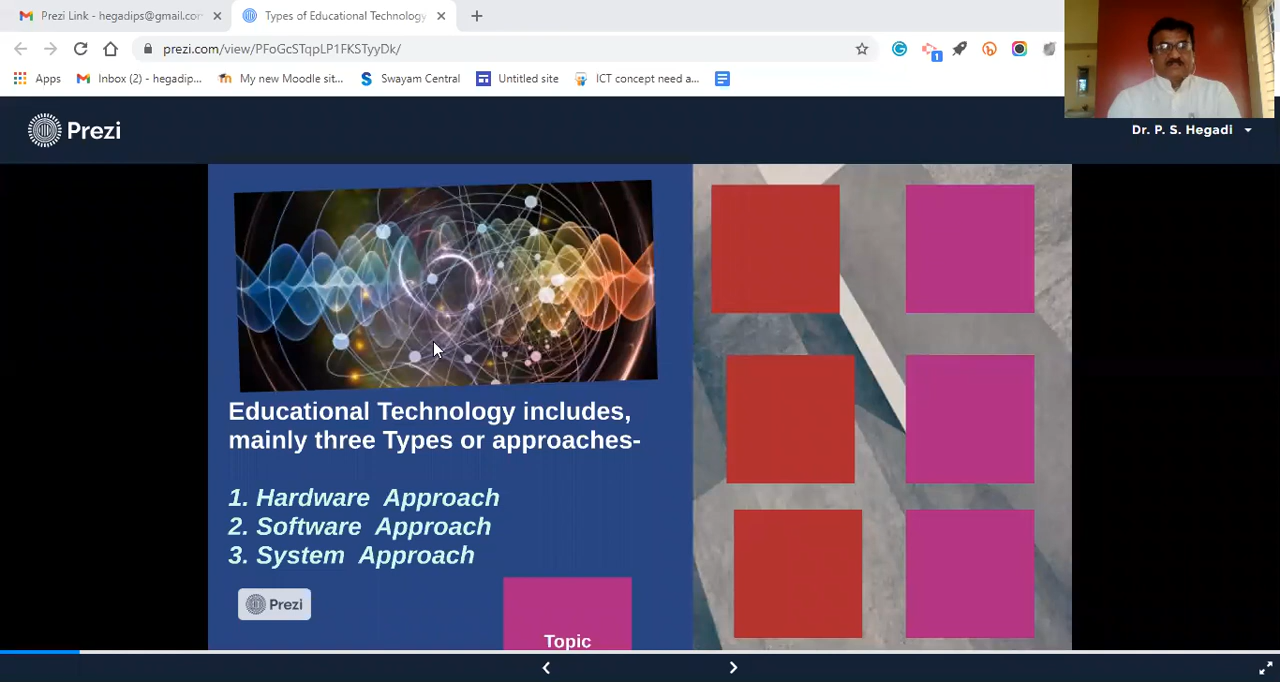 Prezi Link - hegadips@gmail.com
Types of Educational Technology
prezi.com/view/PFoGcSTqpLP1FKSTyyDk/
Apps
Inbox (2) - hegadip...
My new Moodle sit...
Swayam Central
Untitled site
ICT concept need a...
1
Prezi
Dr. P. S. Hegadi
Educational Technology includes,
mainly three Types or approaches-
1. Hardware Approach
2. Software Approach
3. System Approach
Prezi
Topic